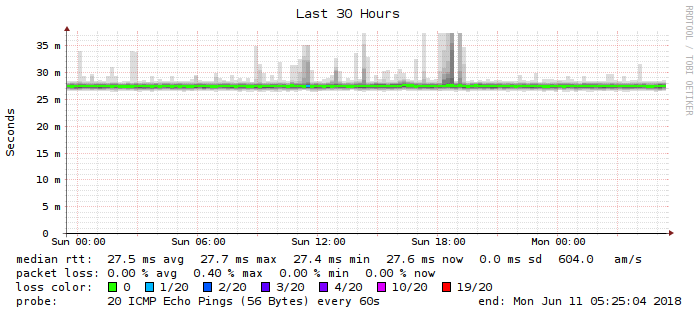 Last 30 Hours
RRDTOOL / TOBI OETIKER
Seconds
35 m
30 m
25 m
20 m
15 m
10 m
5 m
0
Sun 00:00 Sun 06:00 Sun 12:00 Sun 18:00 Mon 00:00
median rtt: 27.5 ms avg 27.7 ms max 27.4 ms min 27.6 ms now 0.0 ms sd 604.0 am/s
packet loss: 0.00 % avg 0.40 % max 0.00 % min 0.00 % now
loss color: 0 1/20 2/20 3/20 4/20 10/20 19/20
probe: 20 ICMP Echo Pings (56 Bytes) every 60s end: Mon Jun 11 05:25:04 2018